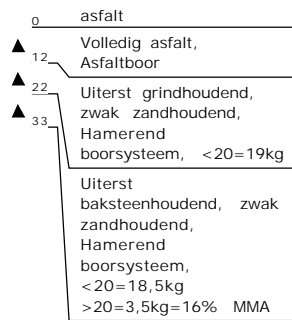 0 asfalt
Volledig asfalt,
12 Asfaltboor
22 Uiterst grindhoudend,
zwak zandhoudend,
33 Hamerend
boorsysteem, <20=19kg
Uiterst
baksteenhoudend, zwak
zandhoudend,
Hamerend
boorsysteem,
<20=18,5kg
>20=3,5kg=16% MMA